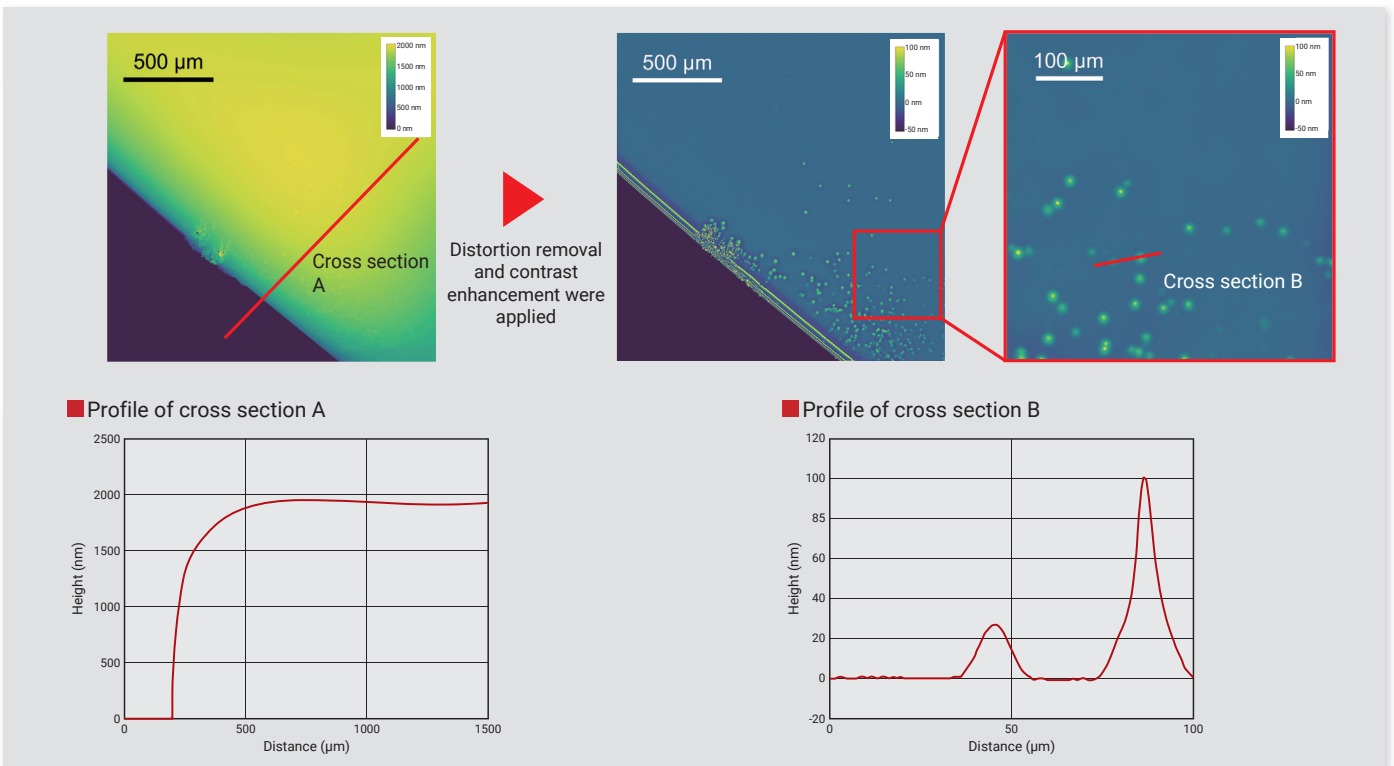 500 µm
2000 nm
1500 nm
1000 nm
500 nm
0 nm
Cross section
A
Distortion removal
and contrast
enhancement were
applied
500 µm
100 nm
50 nm
0 nm
-50 nm
100 µm
100 nm
50 nm
0 nm
-50 nm
Cross section B
Profile of cross section A
2500
2000
1500
1000
500
0
Height (nm)
0
500
1000
1500
Distance (µm)
Profile of cross section B
120
100
85
60
40
20
0
-20
Height (nm)
0
50
100
Distance (µm)